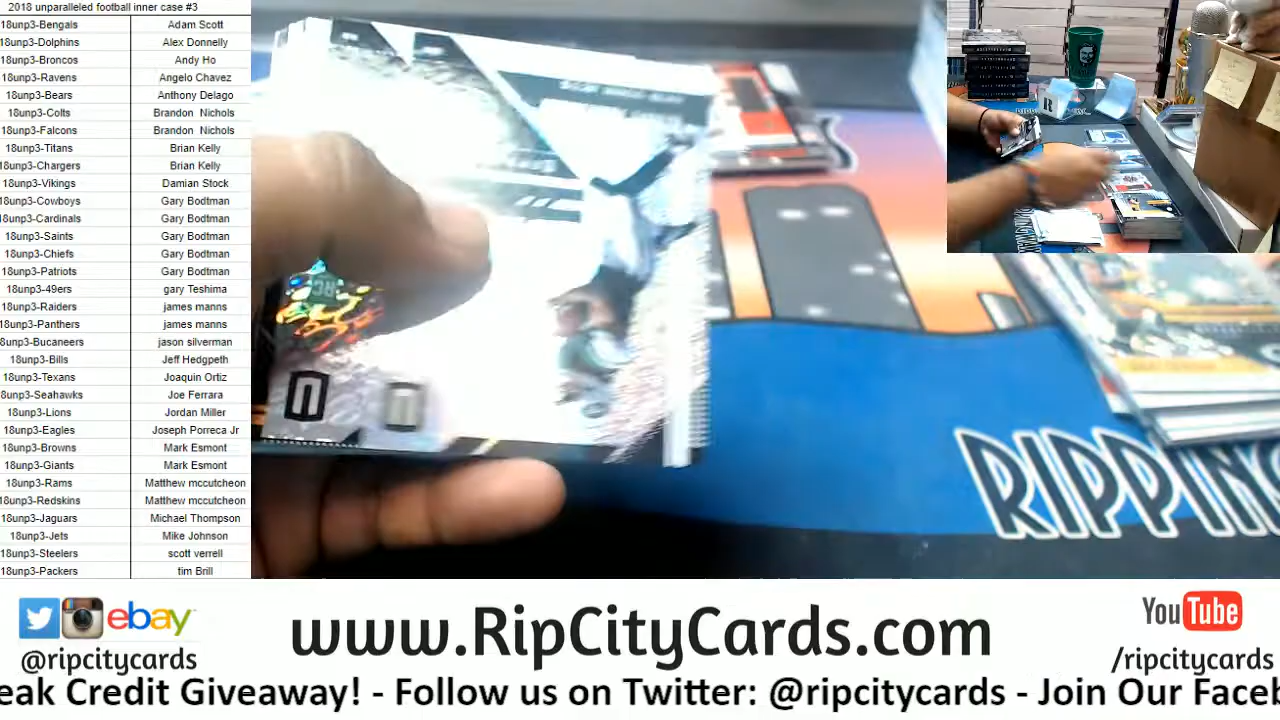 2018 unparalleled football inner case #3
18unp3-Bengals Adam Scott
18unp3-Dolphins Alex Donnelly
18unp3-Broncos Andy Ho
18unp3-Ravens Angelo Chavez
18unp3-Bears Anthony Delago
18unp3-Colts Brandon Nichols
18unp3-Falcons Brandon Nichols
18unp3-Titans Brian Kelly
18unp3-Chargers Brian Kelly
18unp3-Vikings Damian Stock
18unp3-Cowboys Gary Bodtman
18unp3-Cardinals Gary Bodtman
18unp3-Saints Gary Bodtman
18unp3-Chiefs Gary Bodtman
18unp3-Patriots Gary Bodtman
18unp3-49ers gary Teshima
18unp3-Raiders james manns
18unp3-Panthers james manns
18unp3-Bucaneers jason silverman
18unp3-Bills Jeff Hedgpeth
18unp3-Texans Joaquin Ortiz
18unp3-Seahawks Joe Ferrara
18unp3-Lions Jordan Miller
18unp3-Eagles Joseph Porreca Jr
18unp3-Browns Mark Esmont
18unp3-Giants Mark Esmont
18unp3-Rams Matthew mccutcheon
18unp3-Redskins Matthew mccutcheon
18unp3-Jaguars Michael Thompson
18unp3-Jets Mike Johnson
18unp3-Steelers scott verrell
18unp3-Packers tim Brill
RIPPING
ebay
@ripcitycards
www.RipCityCards.com
YouTube
/ripcitycards
eak Credit Giveaway! - Follow us on Twitter: @ripcitycards - Join Our Faceb